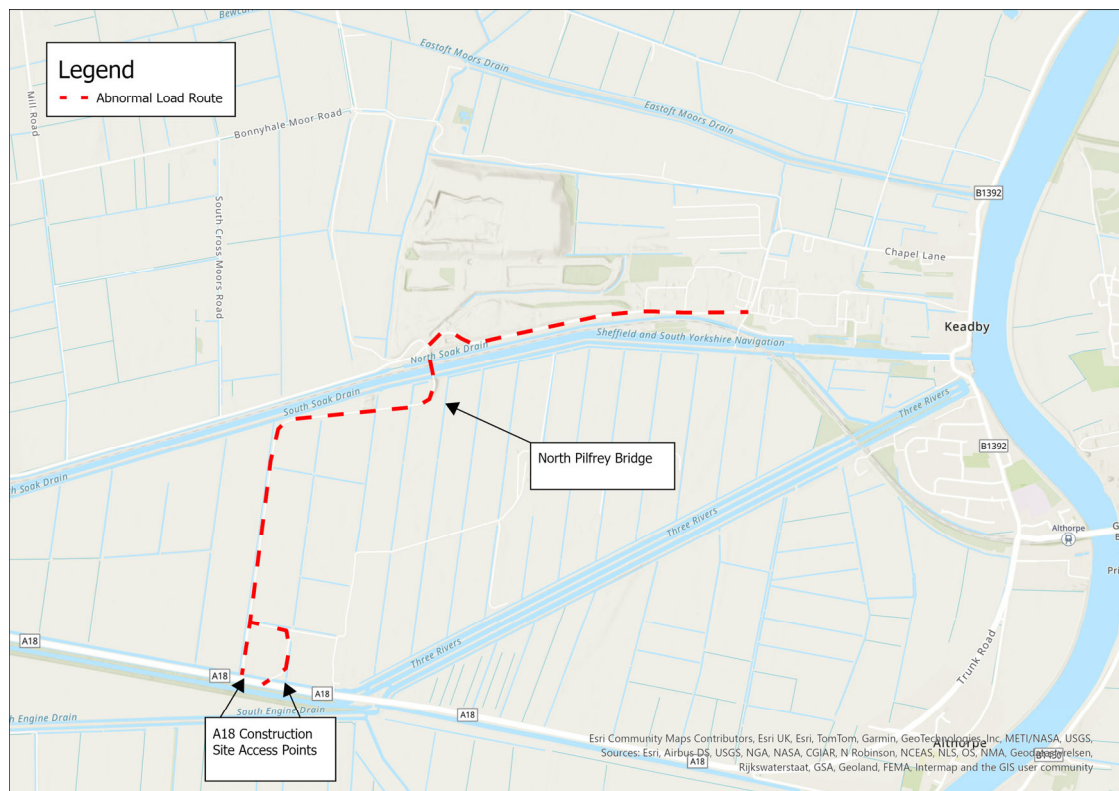 Legend
Abnormal Load Route
Mill Road
Bonnyhale Moor Road
South Cross Moors Road
Eastoft Moors Drain
Eastoft Moors Drain
B1392
Chapel Lane
Keadby
North Soak Drain
Sheffield and South Yorkshire Navigation
South Soak Drain
Three Rivers
North Pilfrey Bridge
B1392
Three Rivers
Althorpe
Three Rivers
Trunk Road
A18
A18
A18
A18
South Engine Drain
A18 Construction
Site Access Points
A18
Althorpe
Esri Community Maps Contributors, Esri UK, Esri, TomTom, Garmin, GeoTechnologies, Inc, METI/NASA, USGS,
Sources: Esri, Airbus DS, USGS, NGA, NASA, CGIAR, N Robinson, NCEAS, NLS, OS, NMA, Geodatastyrelsen,
Rijkswaterstaat, GSA, Geoland, FEMA, Intermap and the GIS user community